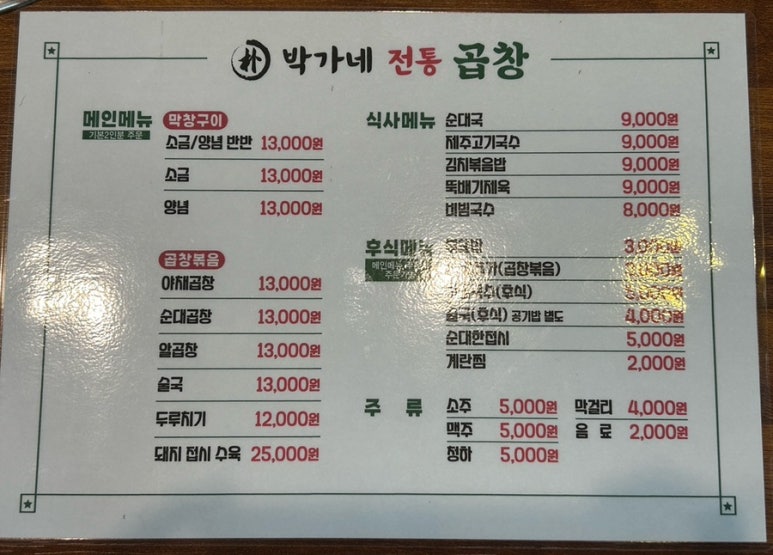 朴 박가네 전통 곱창
메인메뉴
기본2인분 주문
막창구이
소금/양념 반반 13,000원
소금 13,000원
양념 13,000원
곱창볶음
야채곱창 13,000원
순대곱창 13,000원
알곱창 13,000원
술국 13,000원
두루치기 12,000원
돼지 접시 수육 25,000원
식사메뉴
순대국 9,000원
제주고기국수 9,000원
김치볶음밥 9,000원
뚝배기제육 9,000원
비빔국수 8,000원
후식메뉴
메인메뉴
3,000원
(곱창볶음)
(후식)
술국(후식) 공기밥 별도 4,000원
순대한접시 5,000원
계란찜 2,000원
주 류
소주 5,000원
맥주 5,000원
청하 5,000원
막걸리 4,000원
음 료 2,000원